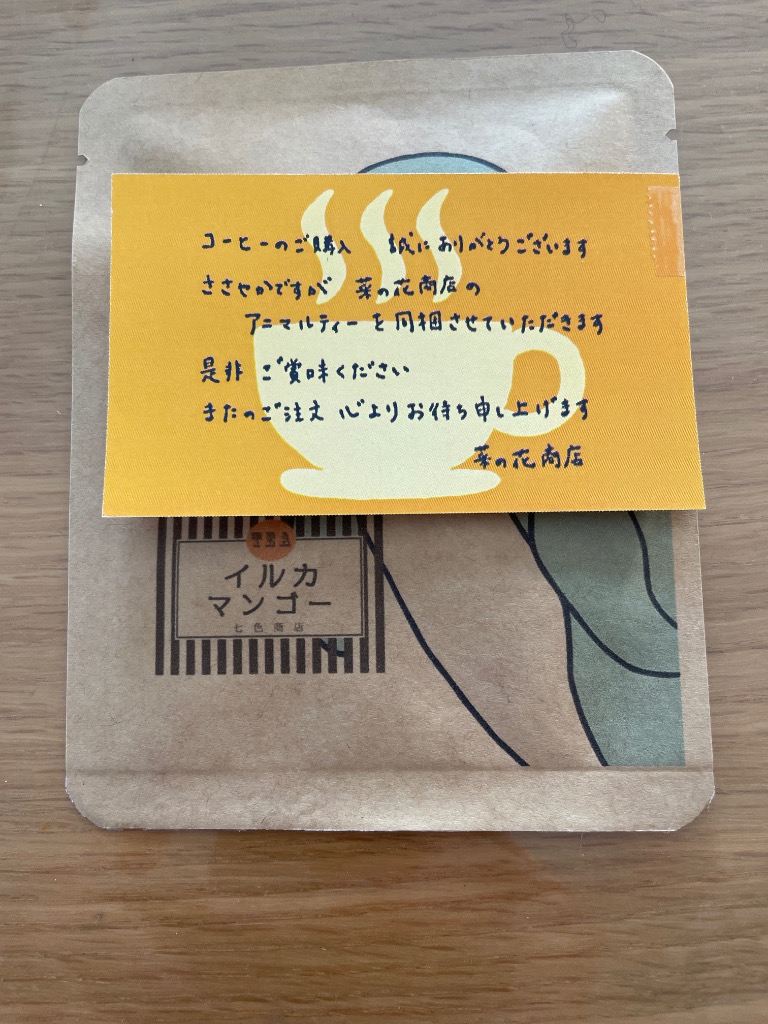 コーヒーのご購入 誠にありがとうございます
ささやかですが 菜の花商店の
アニマルティーを同梱させていただきます
是非 ご賞味ください
またのご注文 心よりお待ち申し上げます
菜の花商店
TEA
イルカ
マンゴー
七色商店